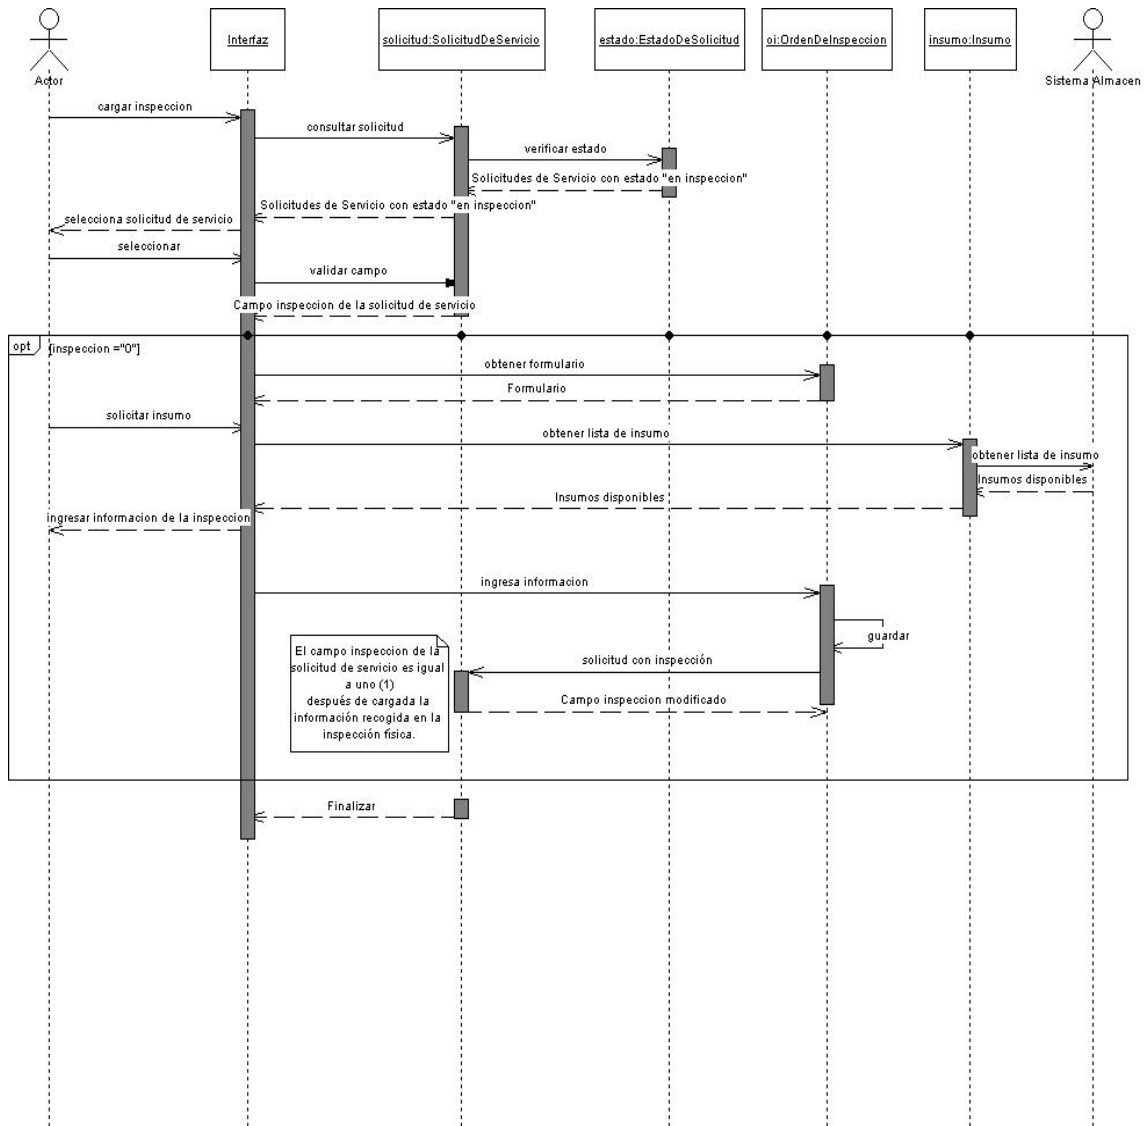 Interfaz
solicitud:SolicitudDeServicio
estado:EstadoDeSolicitud
oi:OrdenDeInspeccion
insumo:Insumo
Actor
Sistema Almacen
cargar inspeccion
consultar solicitud
verificar estado
Solicitudes de Servicio con estado "en inspeccion"
Solicitudes de Servicio con estado "en inspeccion"
selecciona solicitud de servicio
seleccionar
validar campo
Campo inspeccion de la solicitud de servicio
opt
[inspeccion ="0"]
obtener formulario
Formulario
solicitar insumo
obtener lista de insumo
obtener lista de insumo
Insumos disponibles
Insumos disponibles
ingresar informacion de la inspeccion
ingresa informacion
guardar
El campo inspeccion de la
solicitud de servicio es igual
a uno (1)
después de cargada la
información recogida en la
inspección física.
solicitud con inspección
Campo inspeccion modificado
Finalizar